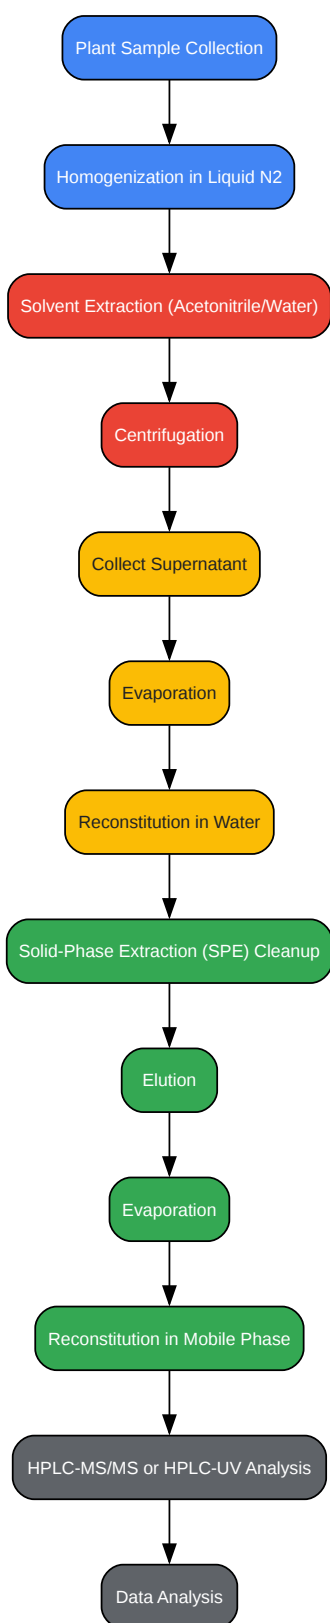 Plant Sample Collection
Homogenization in Liquid N2
Solvent Extraction (Acetonitrile/Water)
Centrifugation
Collect Supernatant
Evaporation
Reconstitution in Water
Solid-Phase Extraction (SPE) Cleanup
Elution
Evaporation
Reconstitution in Mobile Phase
HPLC-MS/MS or HPLC-UV Analysis
Data Analysis